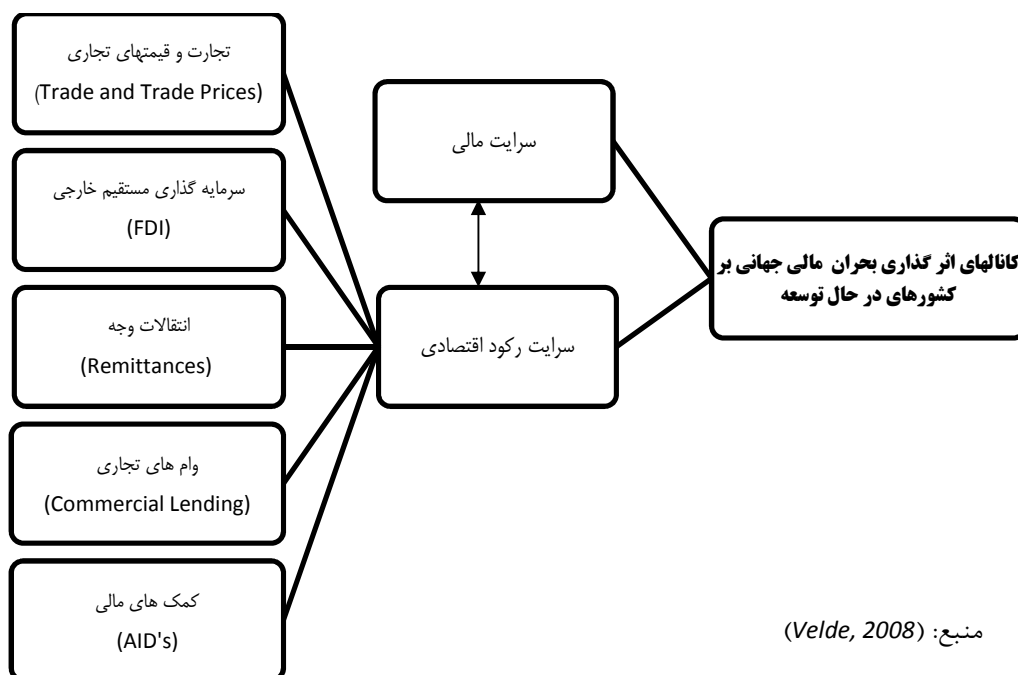 کانالهای اثر گذاری بحران مالی جهانی بر
کشورهای در حال توسعه
سرایت مالی
سرایت رکود اقتصادی
تجارت و قیمتهای تجاری
(Trade and Trade Prices)
سرمایه گذاری مستقیم خارجی
(FDI)
انتقالات وجه
(Remittances)
وام های تجاری
(Commercial Lending)
کمک های مالی
(AID's)
منبع: (Velde, 2008)